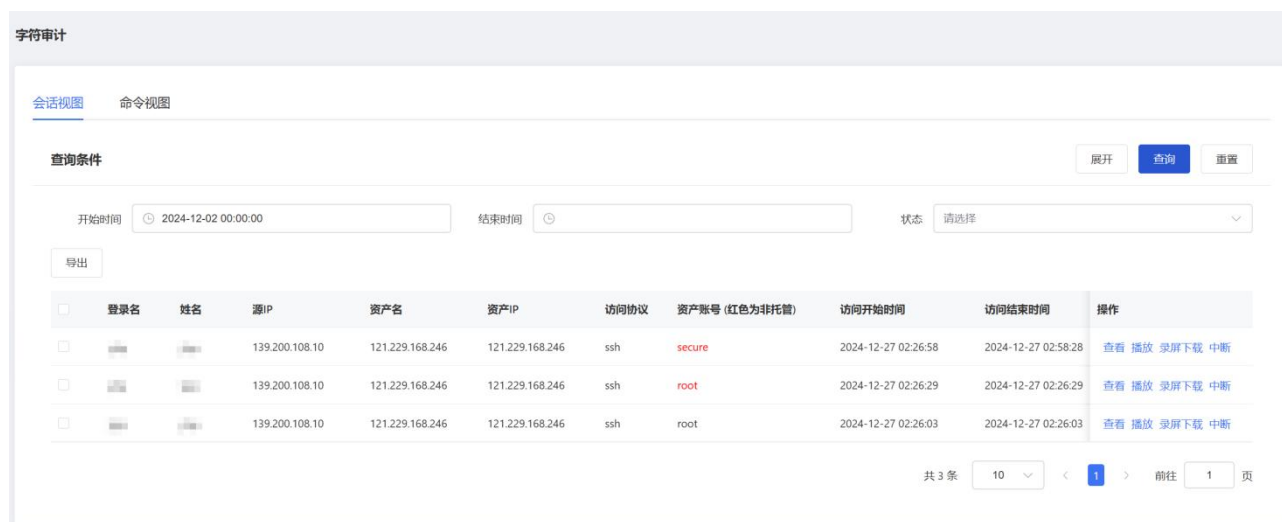 字符审计
会话视图 命令视图
查询条件 展开 查询 重置
开始时间 2024-12-02 00:00:00 结束时间 状态 请选择
导出
登录名 姓名 源IP 资产名 资产IP 访问协议 资产账号 (红色为非托管) 访问开始时间 访问结束时间 操作
139.200.108.10 121.229.168.246 121.229.168.246 ssh secure 2024-12-27 02:26:58 2024-12-27 02:58:28 查看 播放 录屏下载 中断
139.200.108.10 121.229.168.246 121.229.168.246 ssh root 2024-12-27 02:26:29 2024-12-27 02:26:29 查看 播放 录屏下载 中断
139.200.108.10 121.229.168.246 121.229.168.246 ssh root 2024-12-27 02:26:03 2024-12-27 02:26:03 查看 播放 录屏下载 中断
共 3 条 10 1 前往 1 页